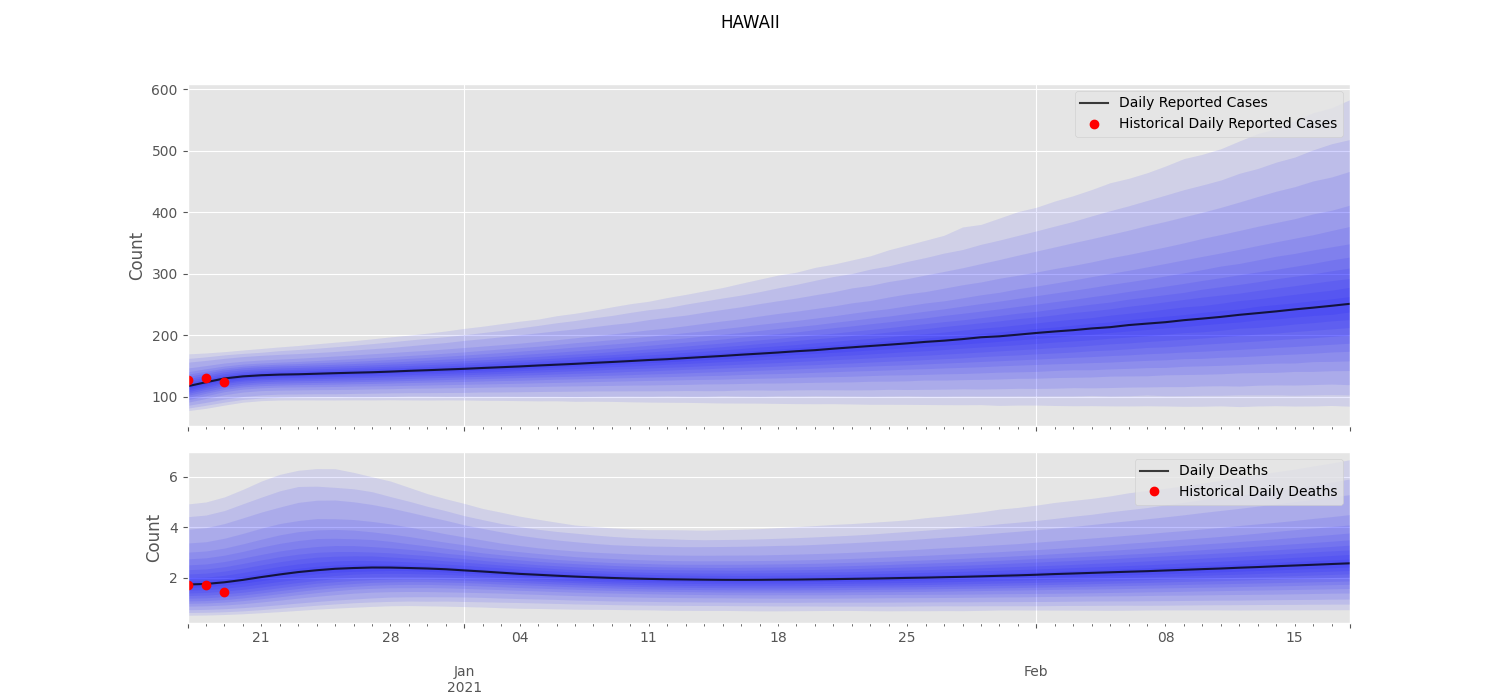 HAWAII
600
500
400
300
200
100
Count
Daily Reported Cases
Historical Daily Reported Cases
6
4
2
Count
Daily Deaths
Historical Daily Deaths
21 28 04 11 18 25 08 15
Jan Feb
2021